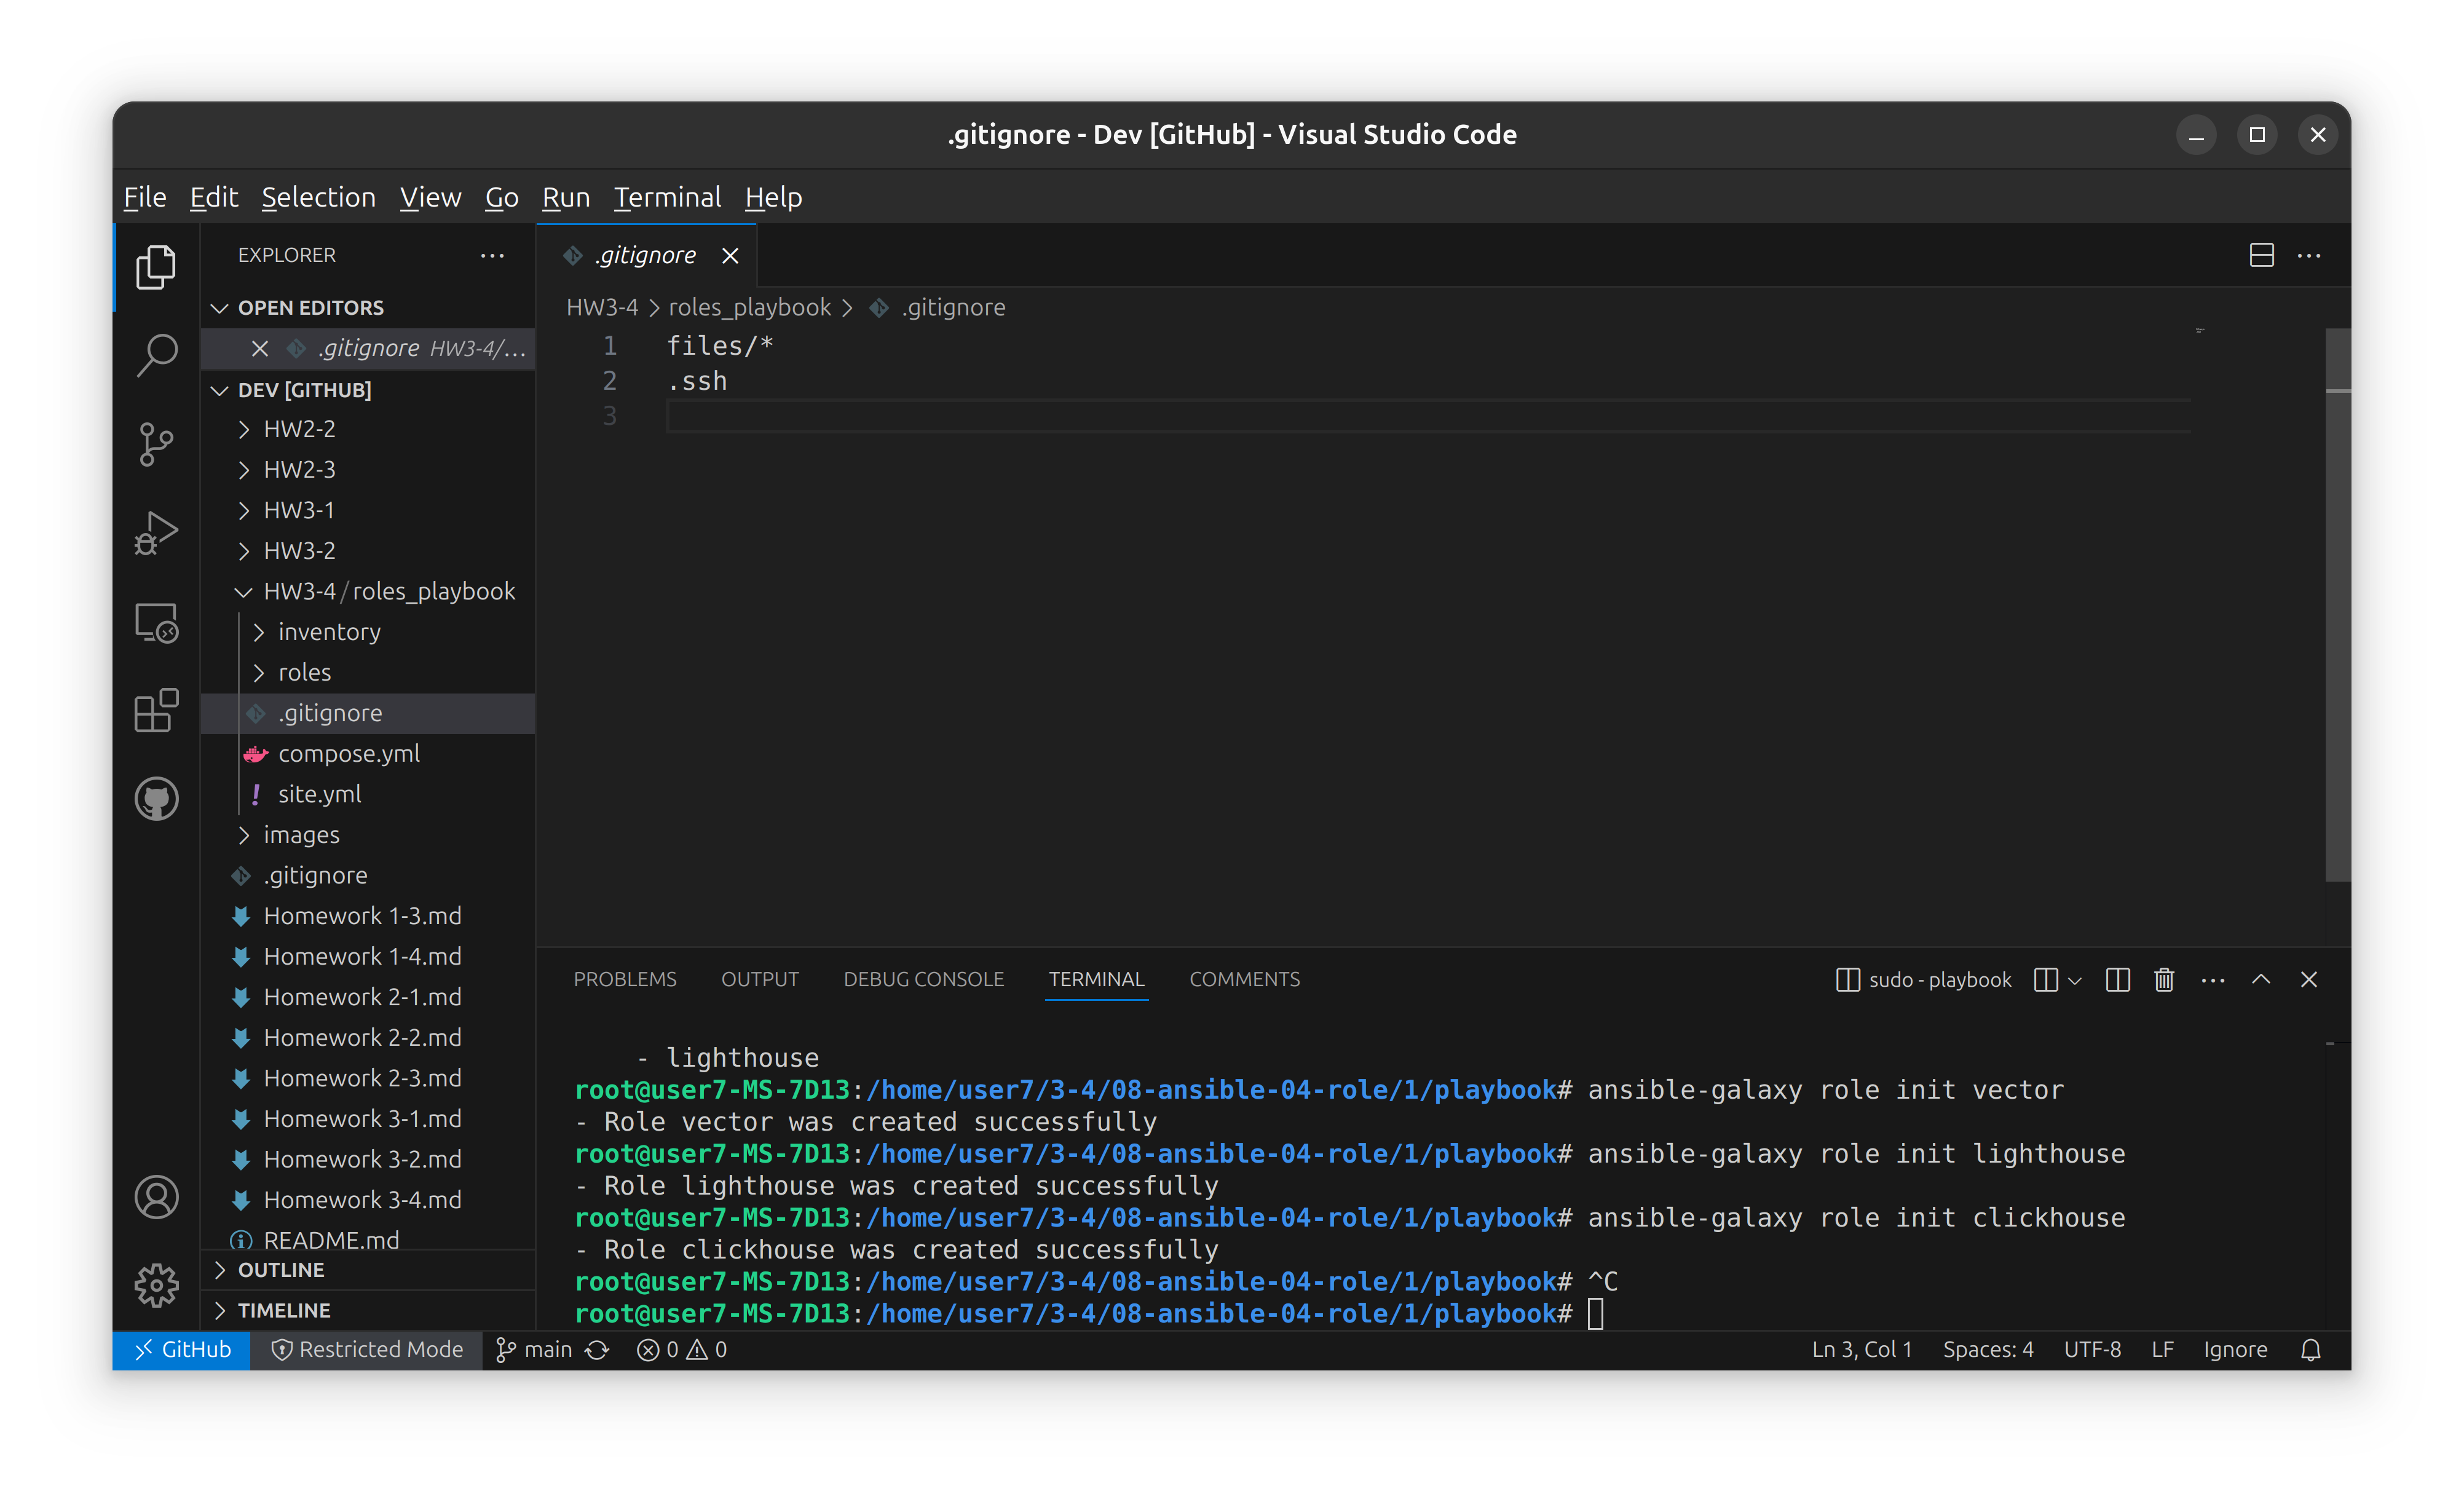 .gitignore - Dev [GitHub] - Visual Studio Code
File Edit Selection View Go Run Terminal Help
EXPLORER
OPEN EDITORS
.gitignore HW3-4/...
DEV [GITHUB]
HW2-2
HW2-3
HW3-1
HW3-2
HW3-4/roles_playbook
inventory
roles
.gitignore
compose.yml
site.yml
images
.gitignore
Homework 1-3.md
Homework 1-4.md
Homework 2-1.md
Homework 2-2.md
Homework 2-3.md
Homework 3-1.md
Homework 3-2.md
Homework 3-4.md
README.md
OUTLINE
TIMELINE
.gitignore
HW3-4 > roles_playbook > .gitignore
1 files/*
2 .ssh
3
PROBLEMS OUTPUT DEBUG CONSOLE TERMINAL COMMENTS
sudo - playbook
- lighthouse
root@user7-MS-7D13:/home/user7/3-4/08-ansible-04-role/1/playbook# ansible-galaxy role init vector
- Role vector was created successfully
root@user7-MS-7D13:/home/user7/3-4/08-ansible-04-role/1/playbook# ansible-galaxy role init lighthouse
- Role lighthouse was created successfully
root@user7-MS-7D13:/home/user7/3-4/08-ansible-04-role/1/playbook# ansible-galaxy role init clickhouse
- Role clickhouse was created successfully
root@user7-MS-7D13:/home/user7/3-4/08-ansible-04-role/1/playbook# ^C
root@user7-MS-7D13:/home/user7/3-4/08-ansible-04-role/1/playbook#
GitHub Restricted Mode main 0 0 Ln 3, Col 1 Spaces: 4 UTF-8 LF Ignore